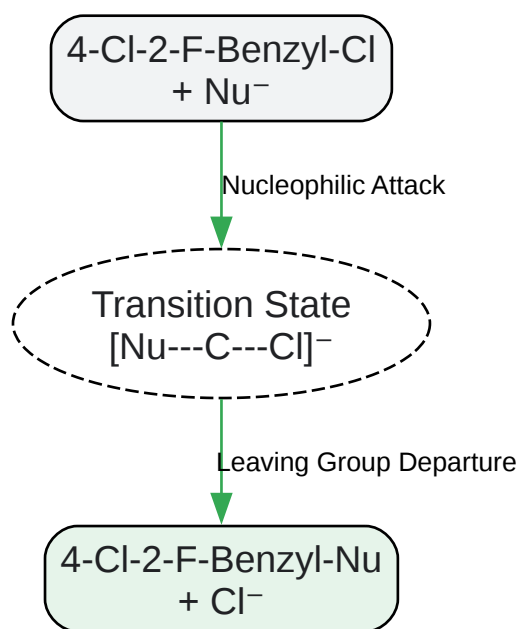 4-Cl-2-F-Benzyl-Cl
+ Nu⁻
Nucleophilic Attack
Transition State
[Nu---C---Cl]⁻
Leaving Group Departure
4-Cl-2-F-Benzyl-Nu
+ Cl⁻